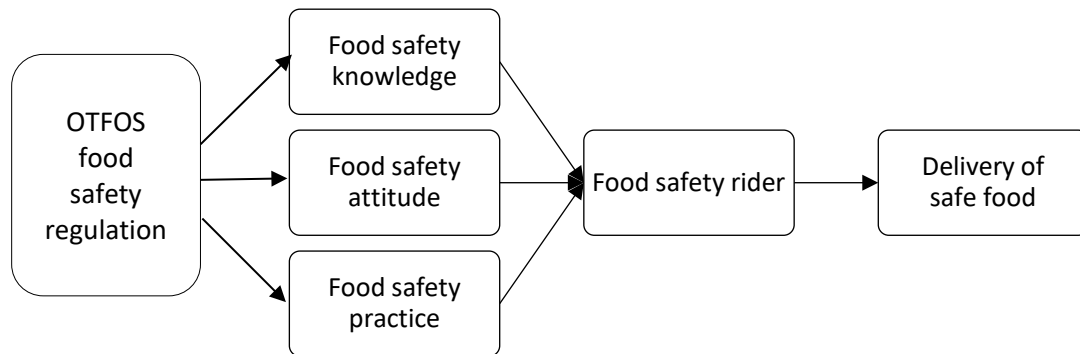 OTFOS
food
safety
regulation
Food safety
knowledge
Food safety
attitude
Food safety
practice
Food safety rider
Delivery of
safe food